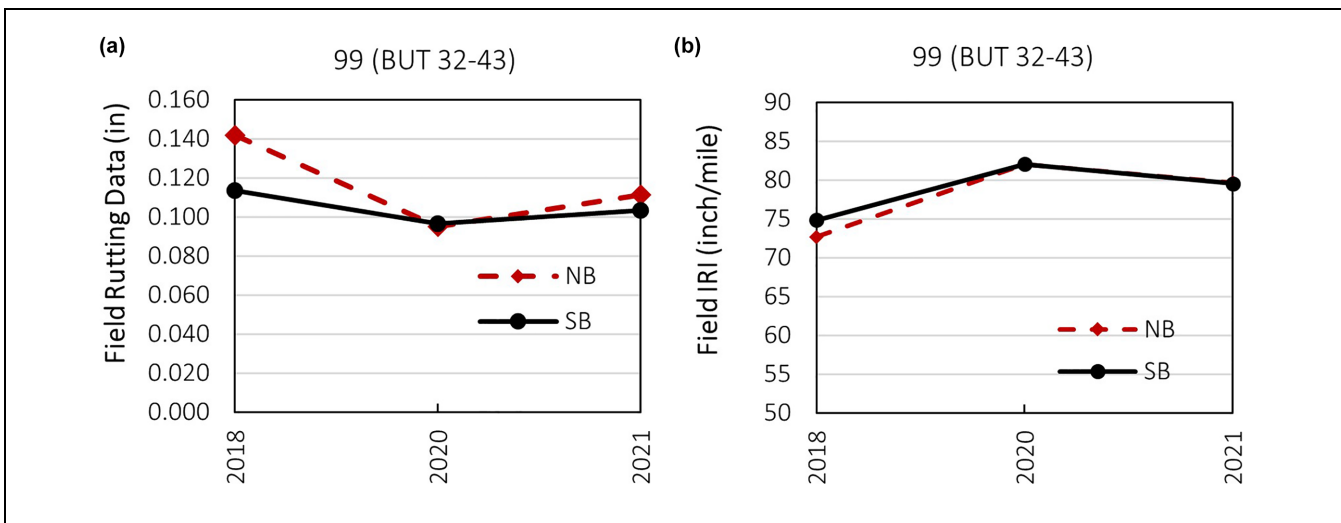 (a)
99 (BUT 32-43)
Field Rutting Data (in)
0.160
0.140
0.120
0.100
0.080
0.060
0.040
0.020
0.000
NB
SB
2018
2020
2021
(b)
99 (BUT 32-43)
Field IRI (inch/mile)
90
85
80
75
70
65
60
55
50
NB
SB
2018
2020
2021